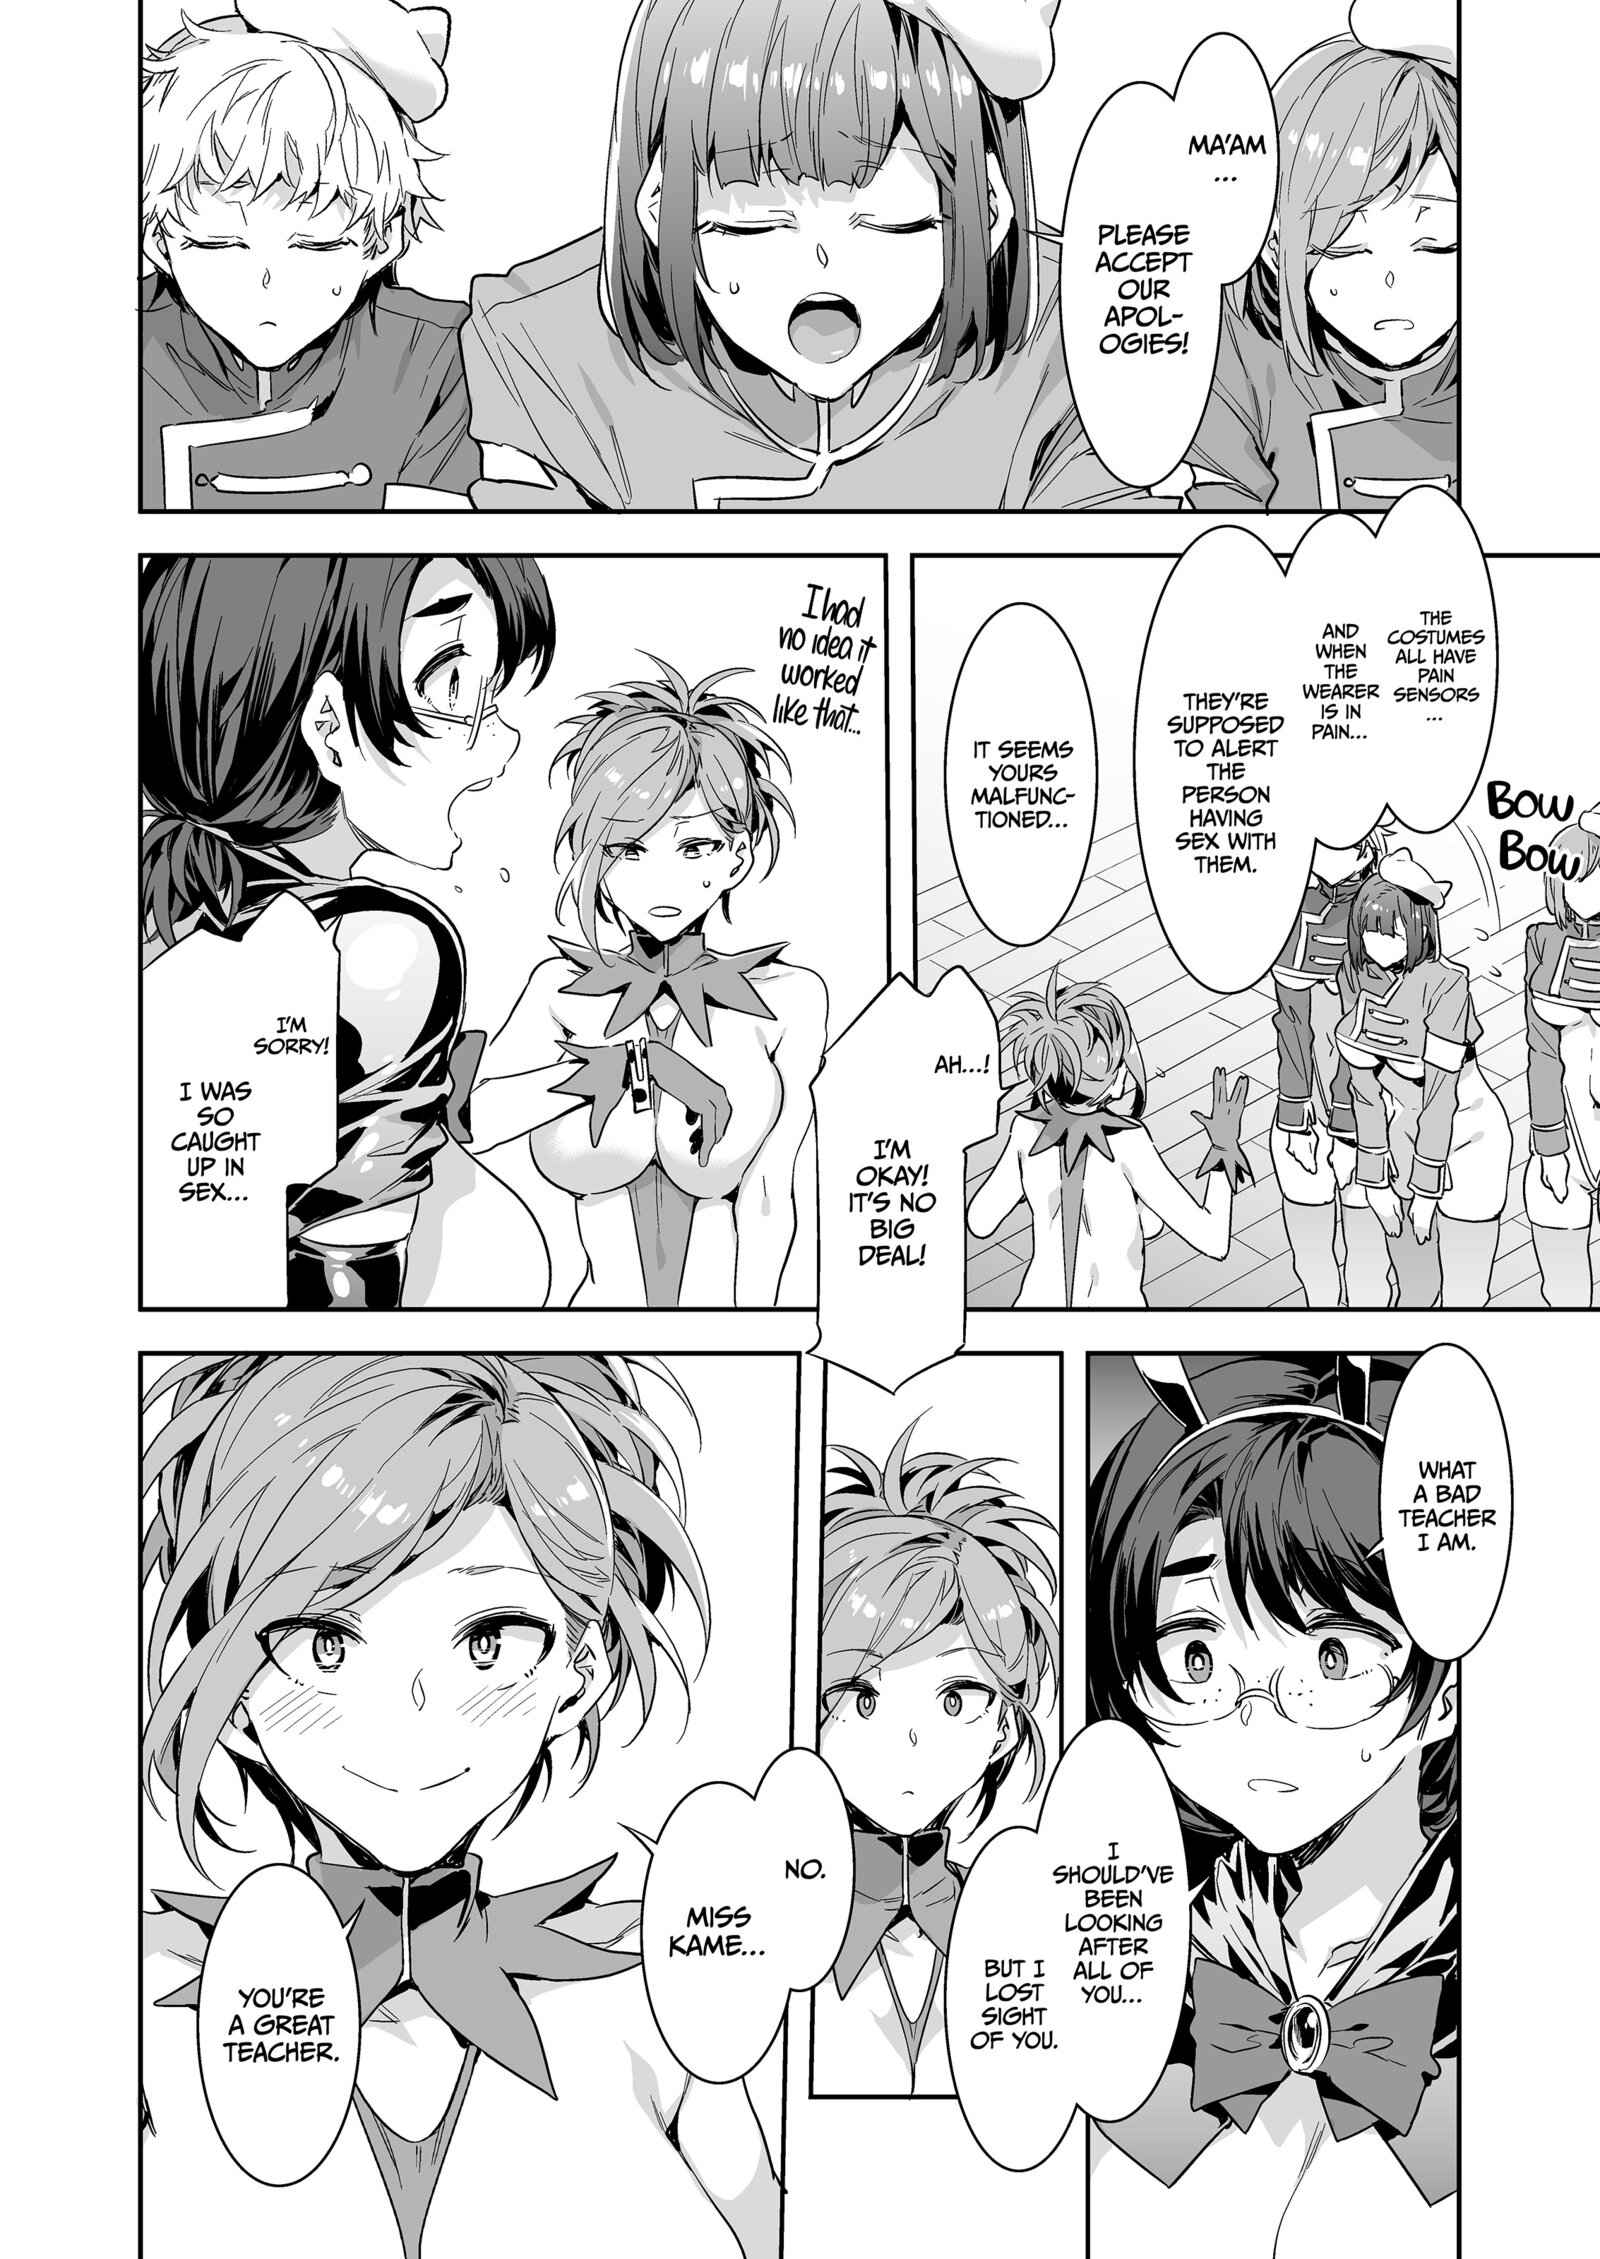 MA'AM
...
PLEASE
ACCEPT
OUR
APOL-
OGIES!
THE
COSTUMES
ALL HAVE
PAIN
SENSORS
...
AND
WHEN
THE
WEARER
IS IN
PAIN...
THEY'RE
SUPPOSED
TO ALERT
THE
PERSON
HAVING
SEX WITH
THEM.
BOW
BOW
IT SEEMS
YOURS
MALFUNC-
TIONED...
AH...!
I'M
OKAY!
IT'S NO
BIG
DEAL!
I had
no idea it
worked
like that...
I'M
SORRY!
I WAS
SO
CAUGHT
UP IN
SEX...
WHAT
A BAD
TEACHER
I AM.
I
SHOULD'VE
BEEN
LOOKING
AFTER
ALL OF
YOU...
BUT I
LOST
SIGHT
OF YOU.
NO.
MISS
KAME...
YOU'RE
A GREAT
TEACHER.